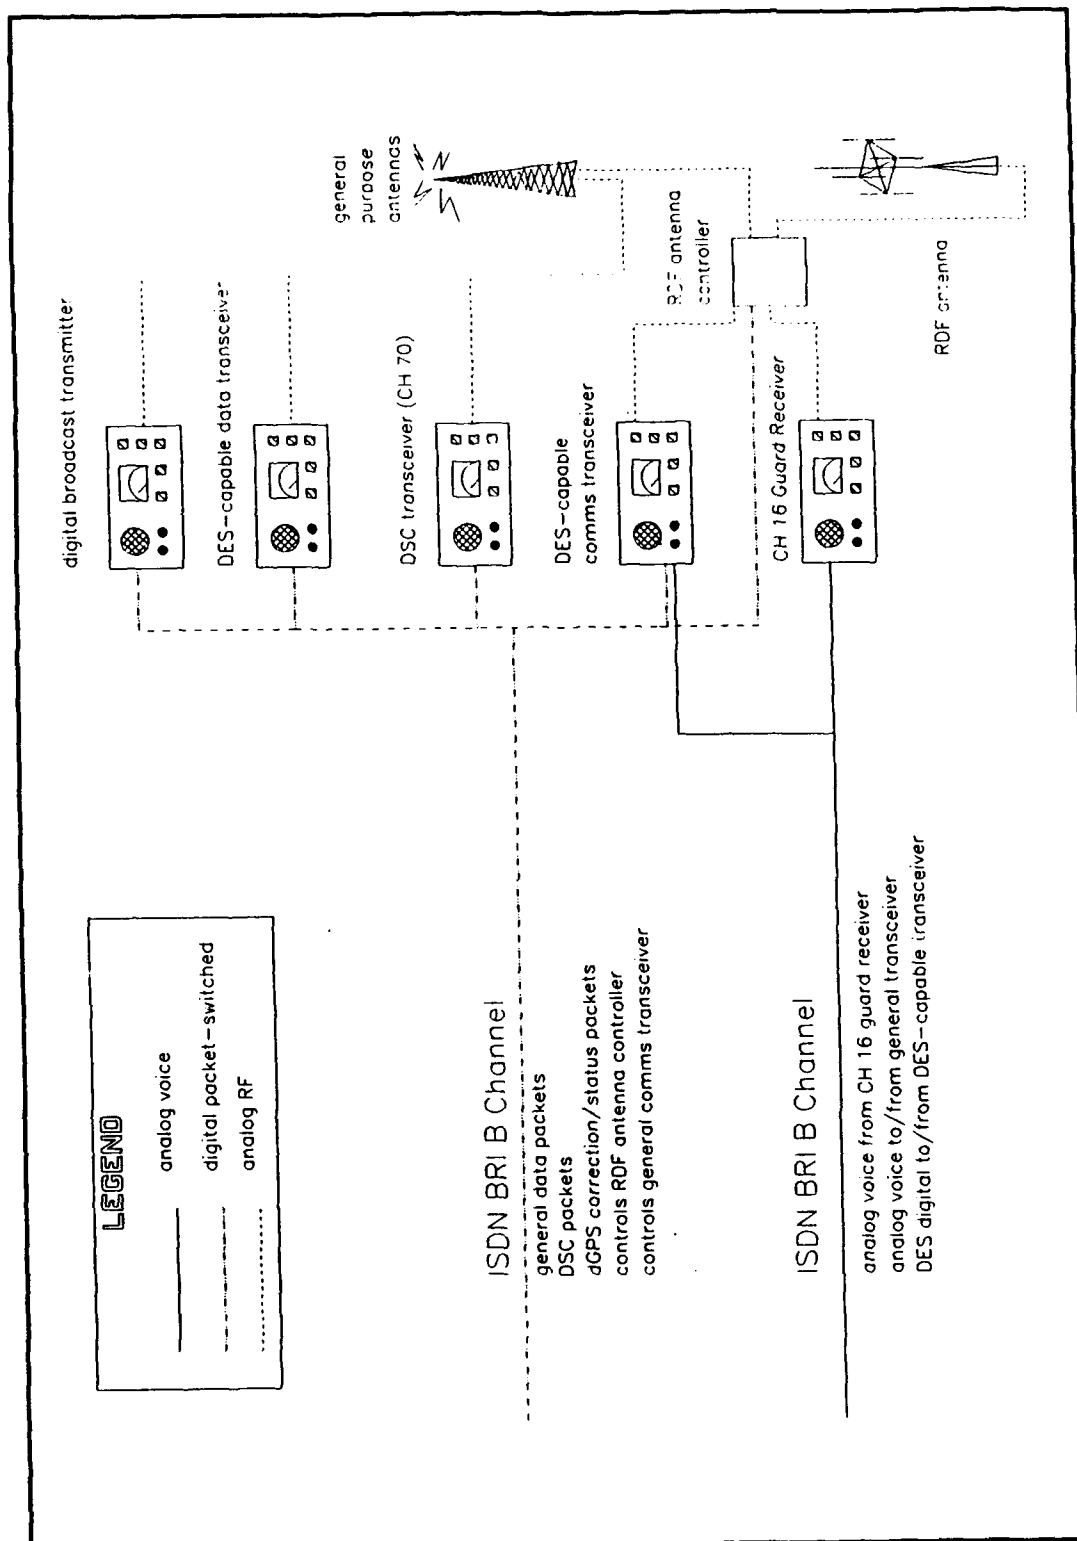 LEGEND
analog voice
digital packet-switched
analog RF
digital broadcast transmitter
DES-capable data transceiver
DSC transceiver (CH 70)
DES-capable
comms transceiver
CH 16 Guard Receiver
general
purpose
antennas
RDF antenna
controller
RDF antenna
ISDN BRI B Channel
general data packets
DSC packets
dGPS correction/status packets
controls RDF antenna controller
controls general comms transceiver
ISDN BRI B Channel
analog voice from CH 16 guard receiver
analog voice to/from general transceiver
DES digital to/from DES-capable transceiver